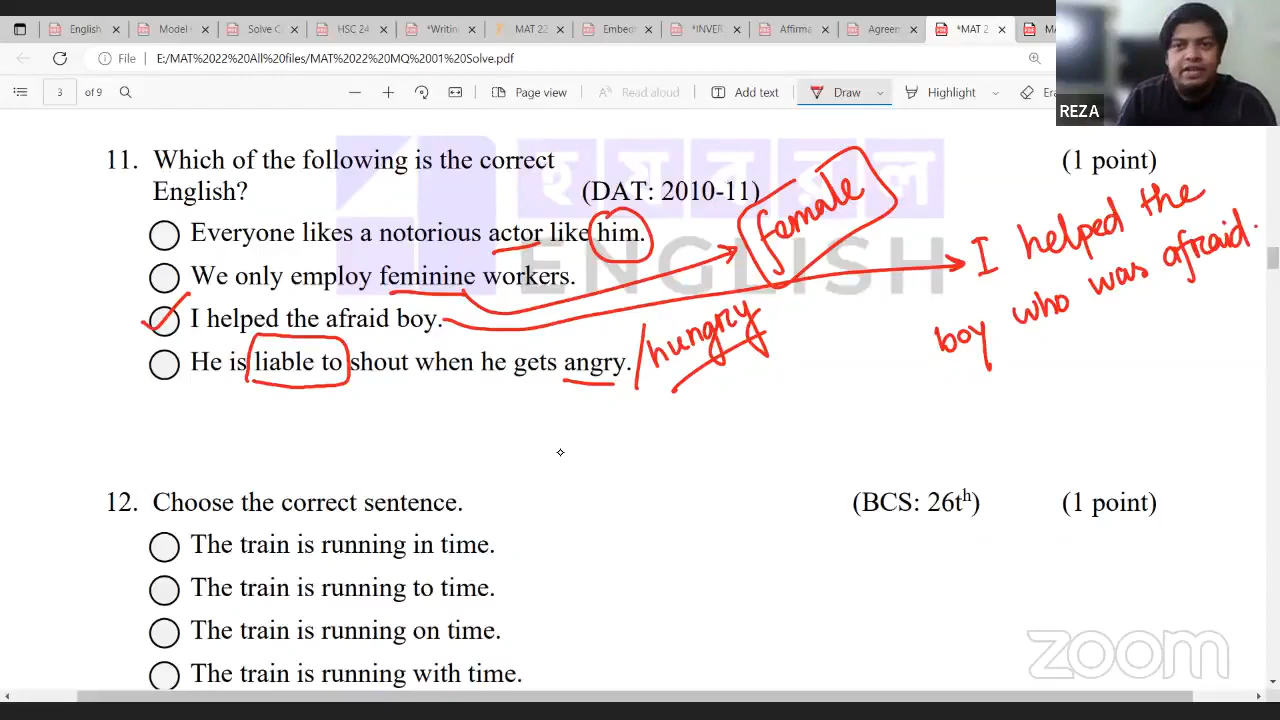 English
Model
Solve C
HSC 24
*Writin
MAT 22
Embed
*INVER
Affirma
Agreem
*MAT 2
File E:/MAT%2022%20All%20files/MAT%2022%20MQ%2001%20Solve.pdf
3 of 9 Page view Read aloud Add text Draw Highlight Era
REZA
হ য ব র ল
ENGLISH
11. Which of the following is the correct (1 point)
English? (DAT: 2010-11)
Everyone likes a notorious actor like him.
We only employ feminine workers.
I helped the afraid boy.
He is liable to shout when he gets angry. /hungry
female
I helped the
boy who was afraid.
12. Choose the correct sentence. (BCS: 26th) (1 point)
The train is running in time.
The train is running to time.
The train is running on time.
The train is running with time.
zoom